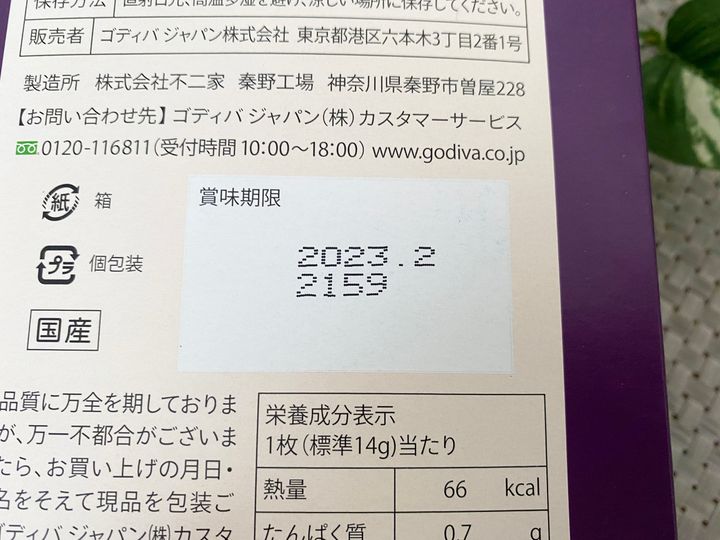 保存方法 直射日光、高温多湿を避け、涼しい場所に保存してください。
販売者 ゴディバ ジャパン株式会社 東京都港区六本木3丁目2番1号
製造所 株式会社不二家 秦野工場 神奈川県秦野市曽屋228
【お問い合わせ先】ゴディバ ジャパン(株)カスタマーサービス
0120-116811(受付時間 10:00〜18:00) www.godiva.co.jp
紙 箱
プラ 個包装
国産
賞味期限
2023.2
2159
品質に万全を期しておりま
が、万一不都合がございま
たら、お買い上げの月日・
名をそえて現品を包装ご
ゴディバ ジャパン(株)カスタ
栄養成分表示
1枚(標準14g)当たり
熱量 66 kcal
たんぱく質 0.7 g